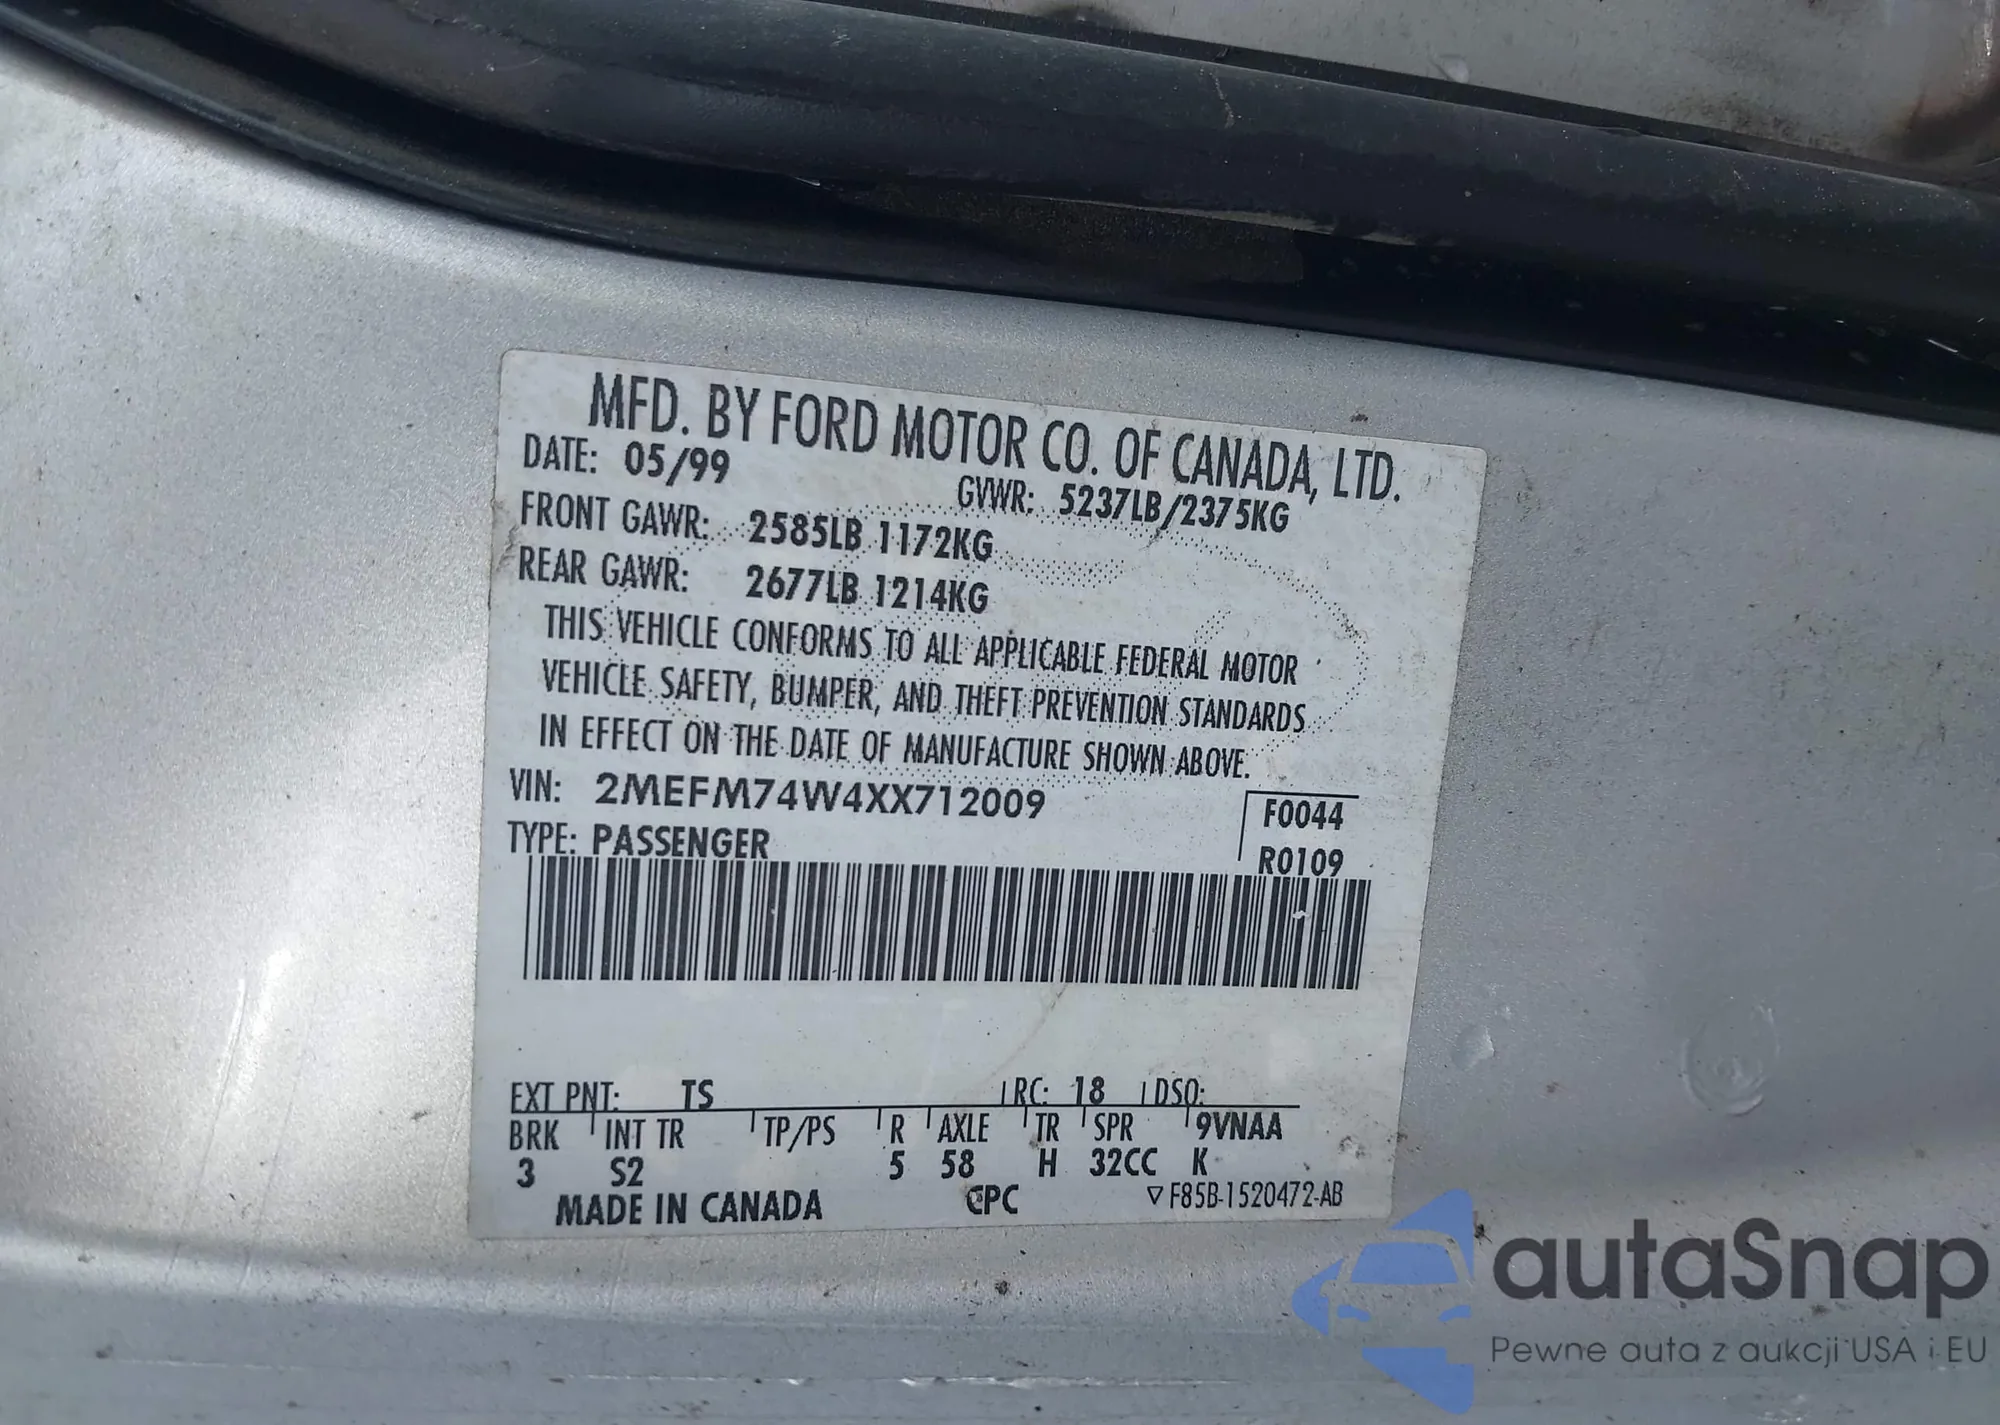 MFD. BY FORD MOTOR CO. OF CANADA, LTD.
DATE: 05/99
GVWR: 5237LB/2375KG
FRONT GAWR: 2585LB 1172KG
REAR GAWR: 2677LB 1214KG
THIS VEHICLE CONFORMS TO ALL APPLICABLE FEDERAL MOTOR
VEHICLE SAFETY, BUMPER, AND THEFT PREVENTION STANDARDS
IN EFFECT ON THE DATE OF MANUFACTURE SHOWN ABOVE.
VIN: 2MEFM74W4XX712009
F0044
TYPE: PASSENGER
R0109
EXT PNT: TS RC: 18 DSO:
BRK INT TR TP/PS R AXLE TR SPR 9VNAA
3 S2 5 58 H 32CC K
MADE IN CANADA CPC ▽ F85B-1520472-AB
autaSnap
Pewne auta z aukcji USA i EU